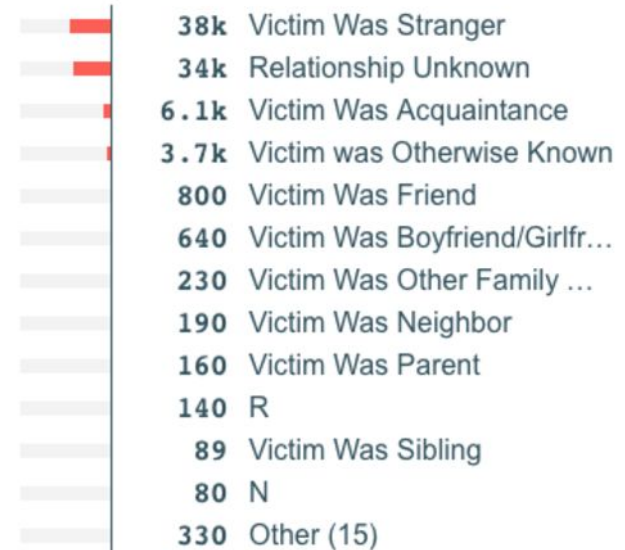 38k Victim Was Stranger
34k Relationship Unknown
6.1k Victim Was Acquaintance
3.7k Victim was Otherwise Known
800 Victim Was Friend
640 Victim Was Boyfriend/Girlfr...
230 Victim Was Other Family ...
190 Victim Was Neighbor
160 Victim Was Parent
140 R
89 Victim Was Sibling
80 N
330 Other (15)